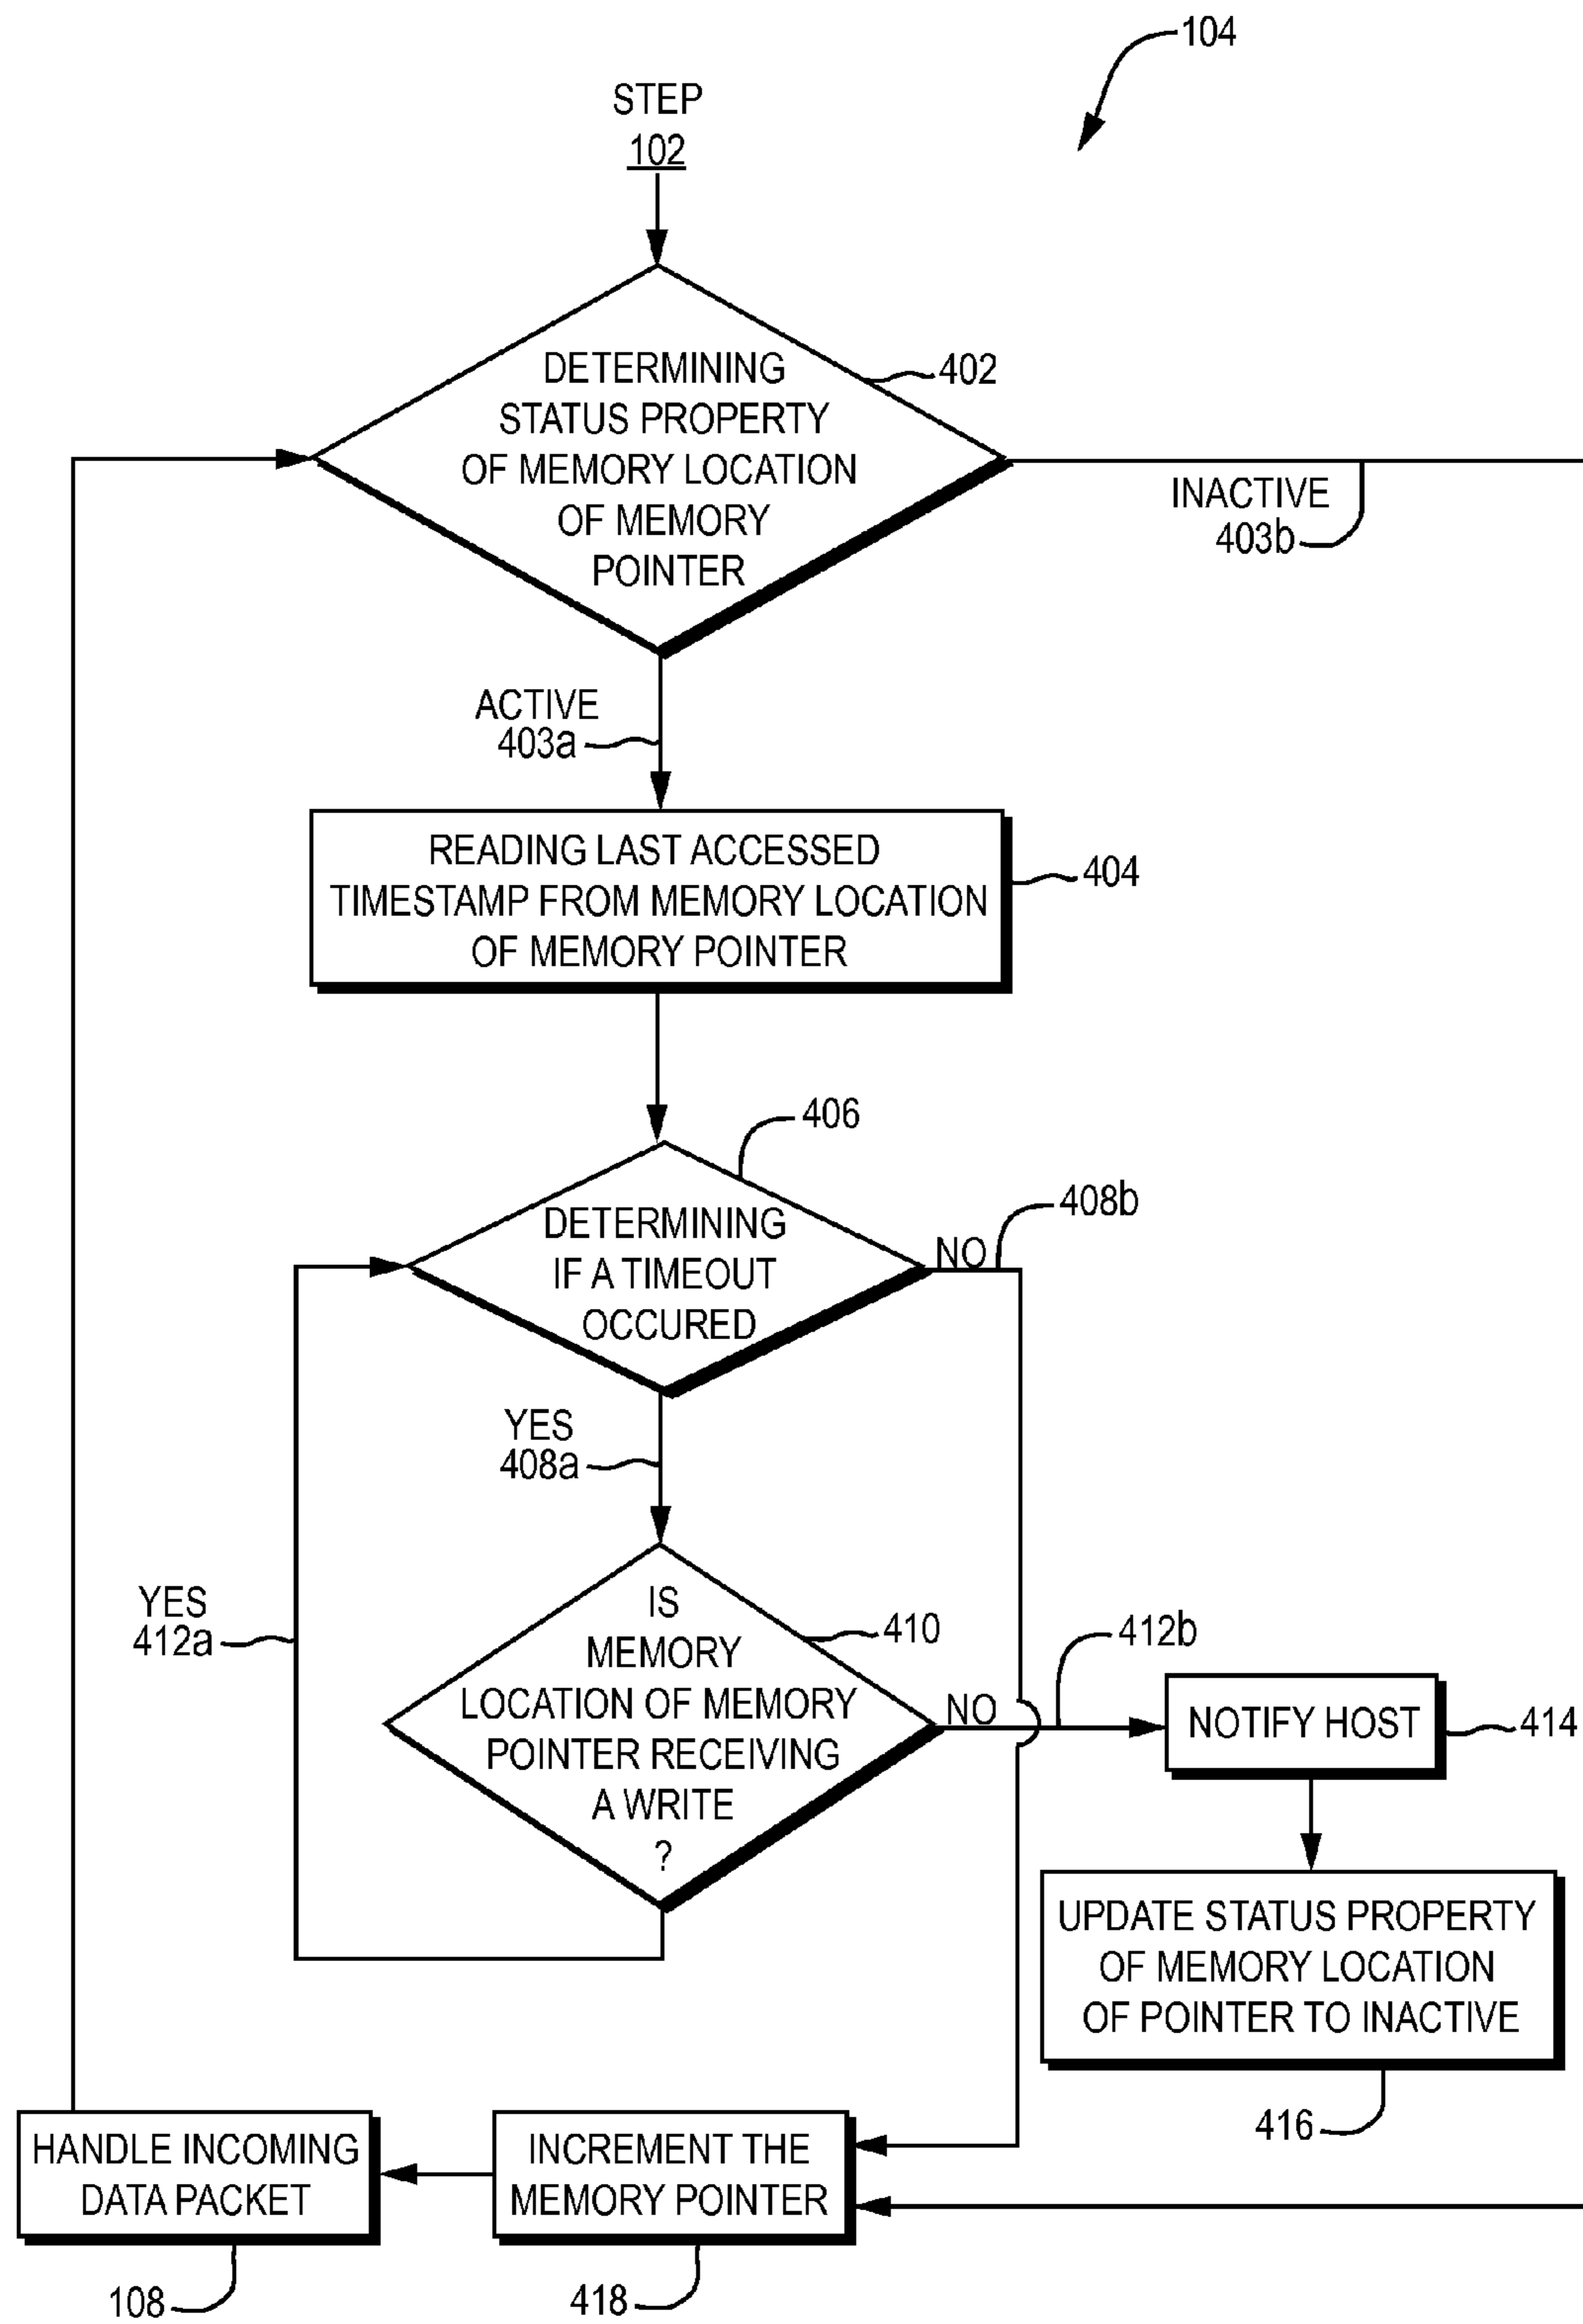 104
STEP
102
DETERMINING
STATUS PROPERTY
OF MEMORY LOCATION
OF MEMORY
POINTER
402
INACTIVE
403b
ACTIVE
403a
READING LAST ACCESSED
TIMESTAMP FROM MEMORY LOCATION
OF MEMORY POINTER
404
406
DETERMINING
IF A TIMEOUT
OCCURED
NO
408b
YES
408a
YES
412a
IS
MEMORY
LOCATION OF MEMORY
POINTER RECEIVING
A WRITE
?
410
NO
412b
NOTIFY HOST
414
UPDATE STATUS PROPERTY
OF MEMORY LOCATION
OF POINTER TO INACTIVE
416
HANDLE INCOMING
DATA PACKET
108
INCREMENT THE
MEMORY POINTER
418